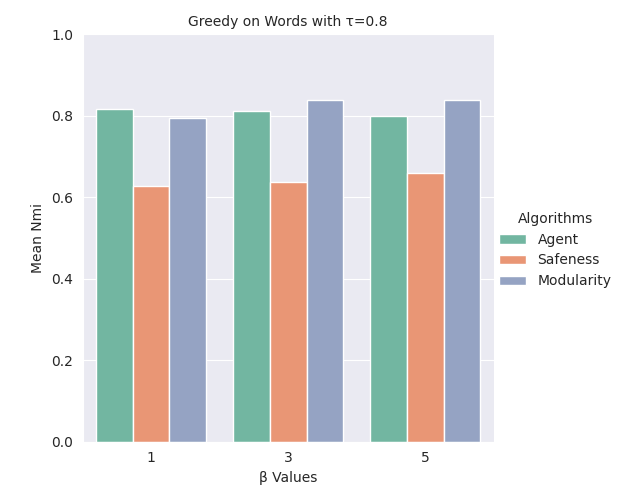 Greedy on Words with τ=0.8
1.0
0.8
0.6
0.4
0.2
0.0
Mean Nmi
1 3 5
β Values
Algorithms
Agent
Safeness
Modularity